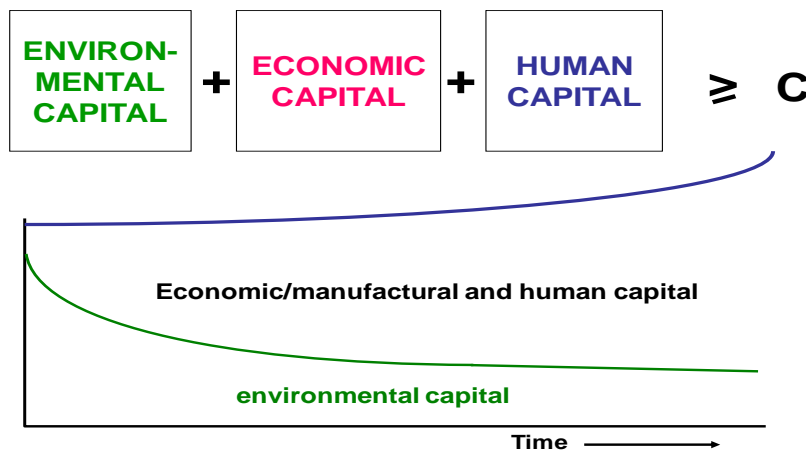 ENVIRON-
MENTAL
CAPITAL
+
ECONOMIC
CAPITAL
+
HUMAN
CAPITAL
≥ C
Economic/manufactural and human capital
environmental capital
Time